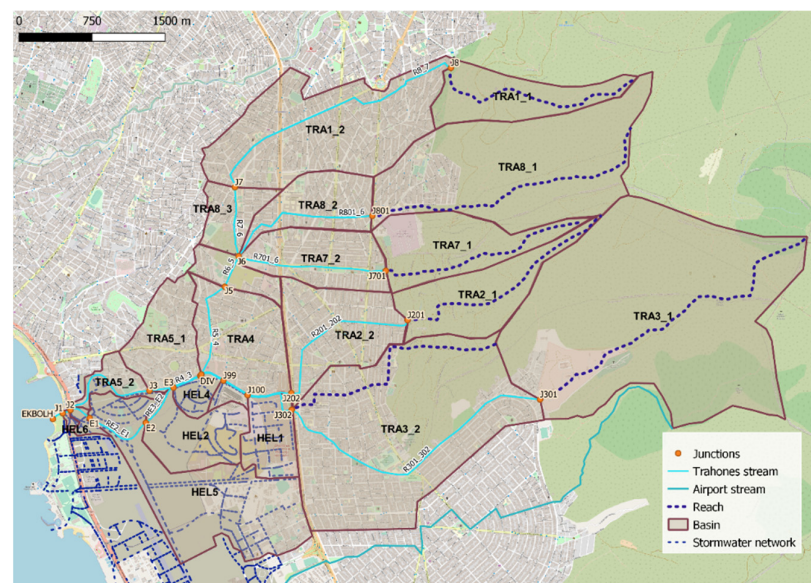 0 750 1500 m
J8
R8_7
TRA1_1
TRA1_2
TRA8_1
J7
TRA8_3
TRA8_2
R801_6
J801
R7_6
TRA7_1
J6
R701_6
TRA7_2
J701
R6_5
J5
TRA2_1
TRA3_1
J201
R201_202
TRA5_1
R5_4
TRA4
TRA2_2
TRA5_2
J3
E3
R4_3
DIV
J99
J100
J202
J301
HEL4
EKBOLH
J1
J2
E1
RE2_E1
RE3_E2
E2
J302
HEL6
HEL2
HEL1
TRA3_2
R301_302
HEL5
Junctions
Trahones stream
Airport stream
Reach
Basin
Stormwater network